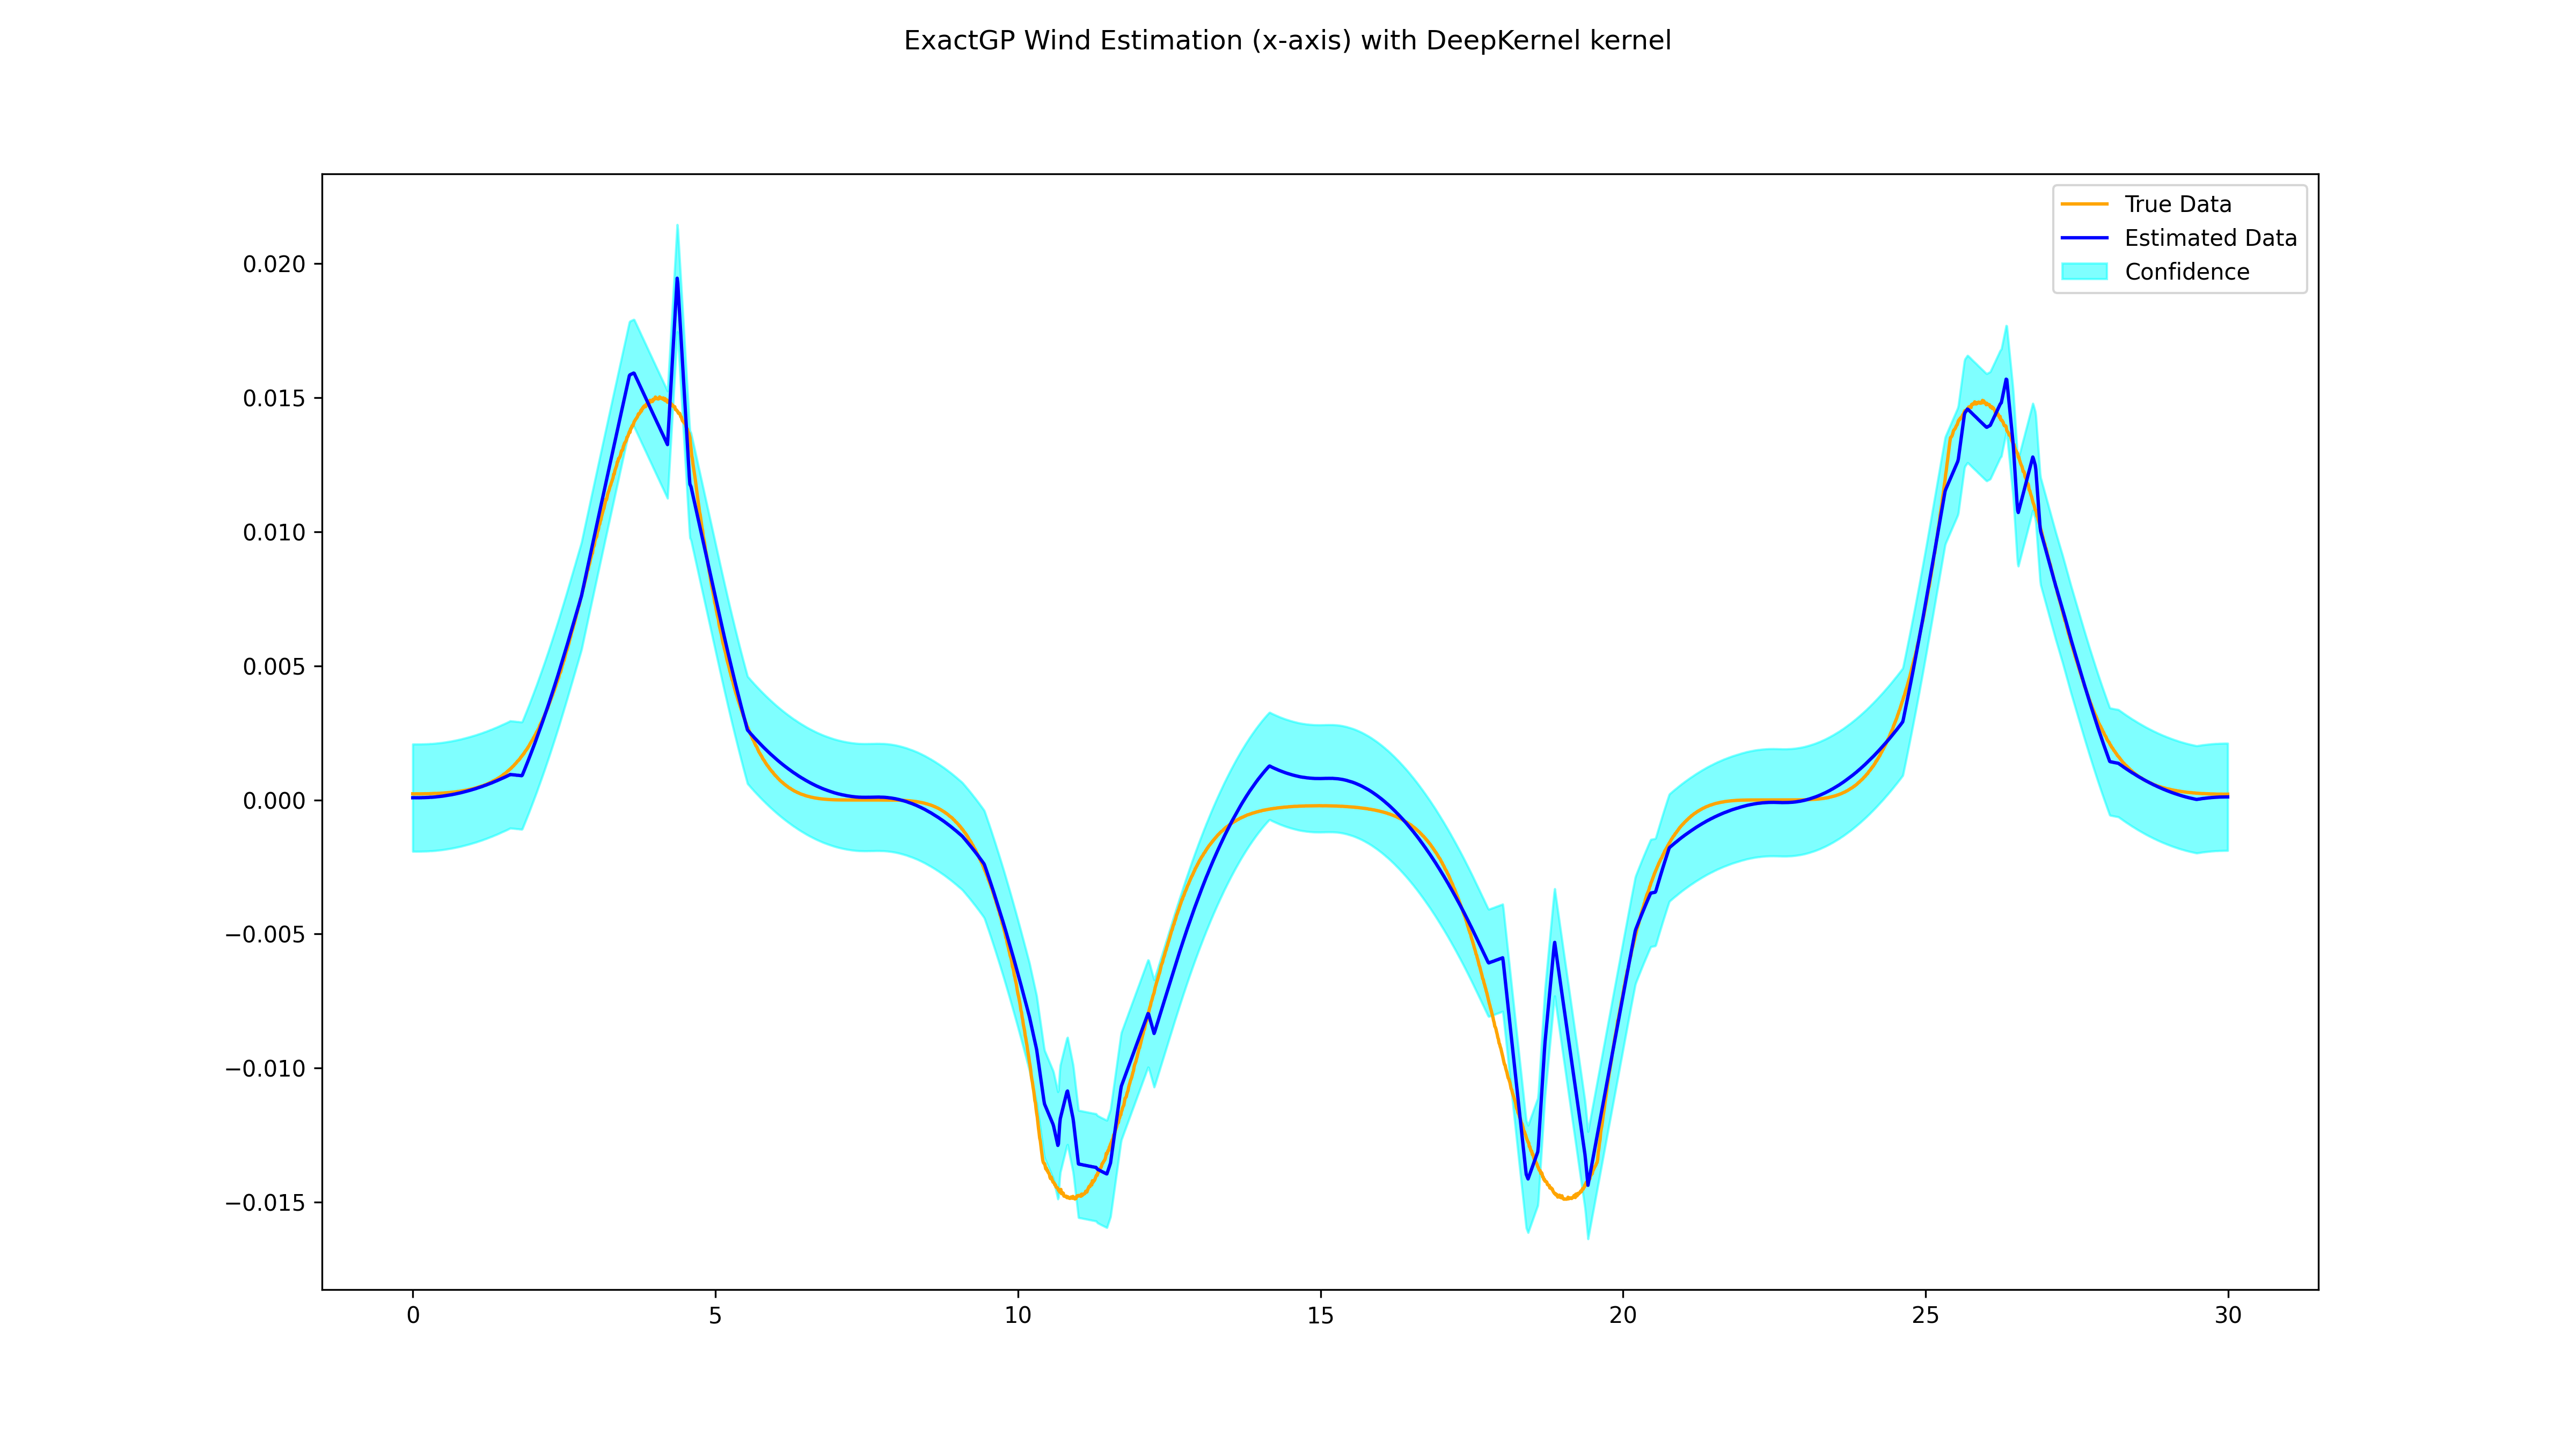 ExactGP Wind Estimation (x-axis) with DeepKernel kernel
True Data
Estimated Data
Confidence
0.020
0.015
0.010
0.005
0.000
−0.005
−0.010
−0.015
0 5 10 15 20 25 30